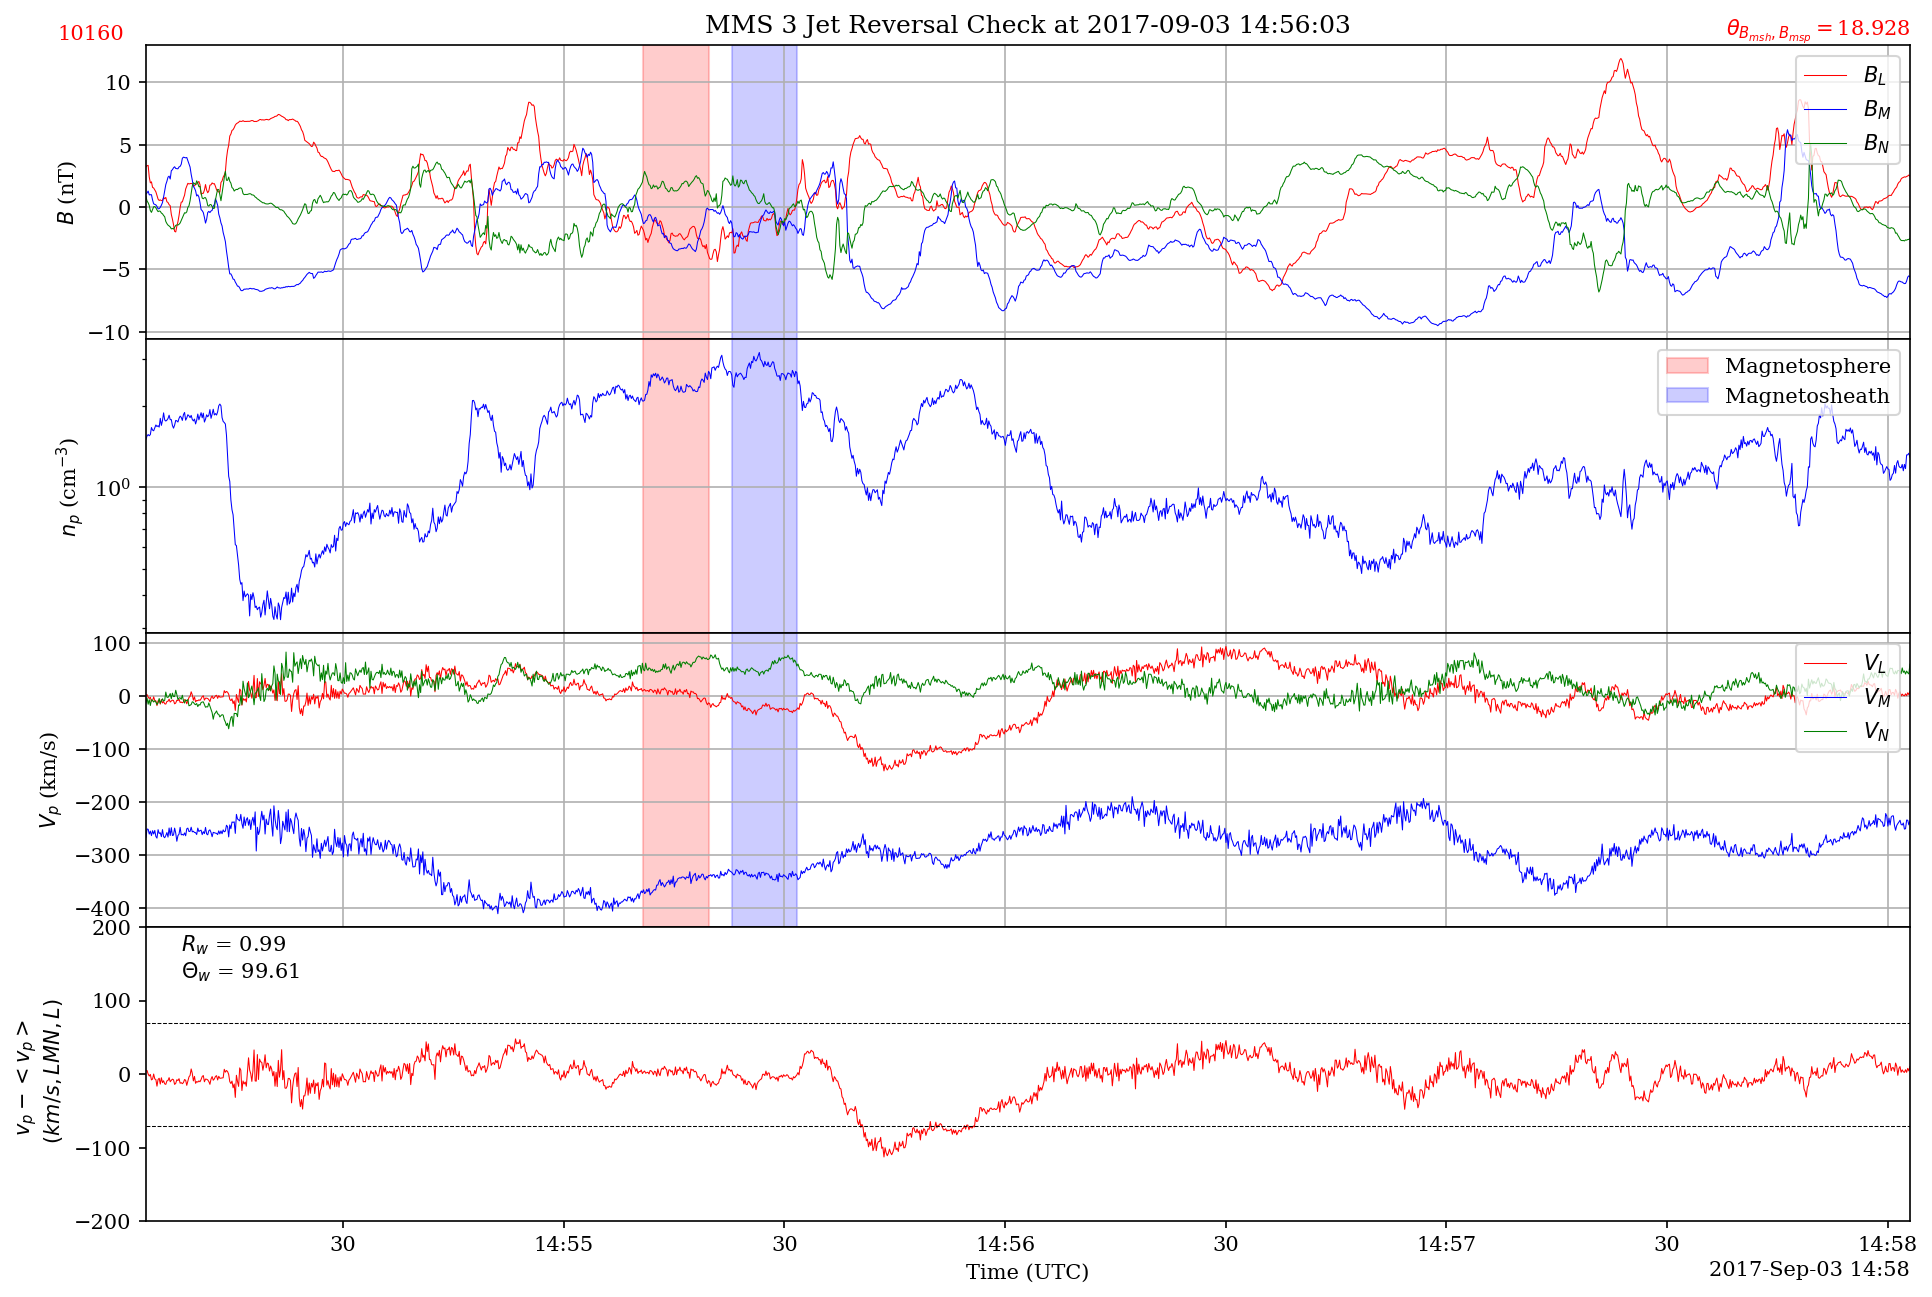 MMS 3 Jet Reversal Check at 2017-09-03 14:56:03
10160
θ_{B_{msh}, B_{msp}} = 18.928
10
5
0
−5
−10
B (nT)
B_L
B_M
B_N
10^0
n_p (cm^{−3})
Magnetosphere
Magnetosheath
100
0
−100
−200
−300
−400
V_p (km/s)
V_L
V_M
V_N
200
100
0
−100
−200
v_p − < v_p >
(km/s, LMN, L)
R_w = 0.99
Θ_w = 99.61
30 14:55 30 14:56 30 14:57 30 14:58
Time (UTC)
2017-Sep-03 14:58